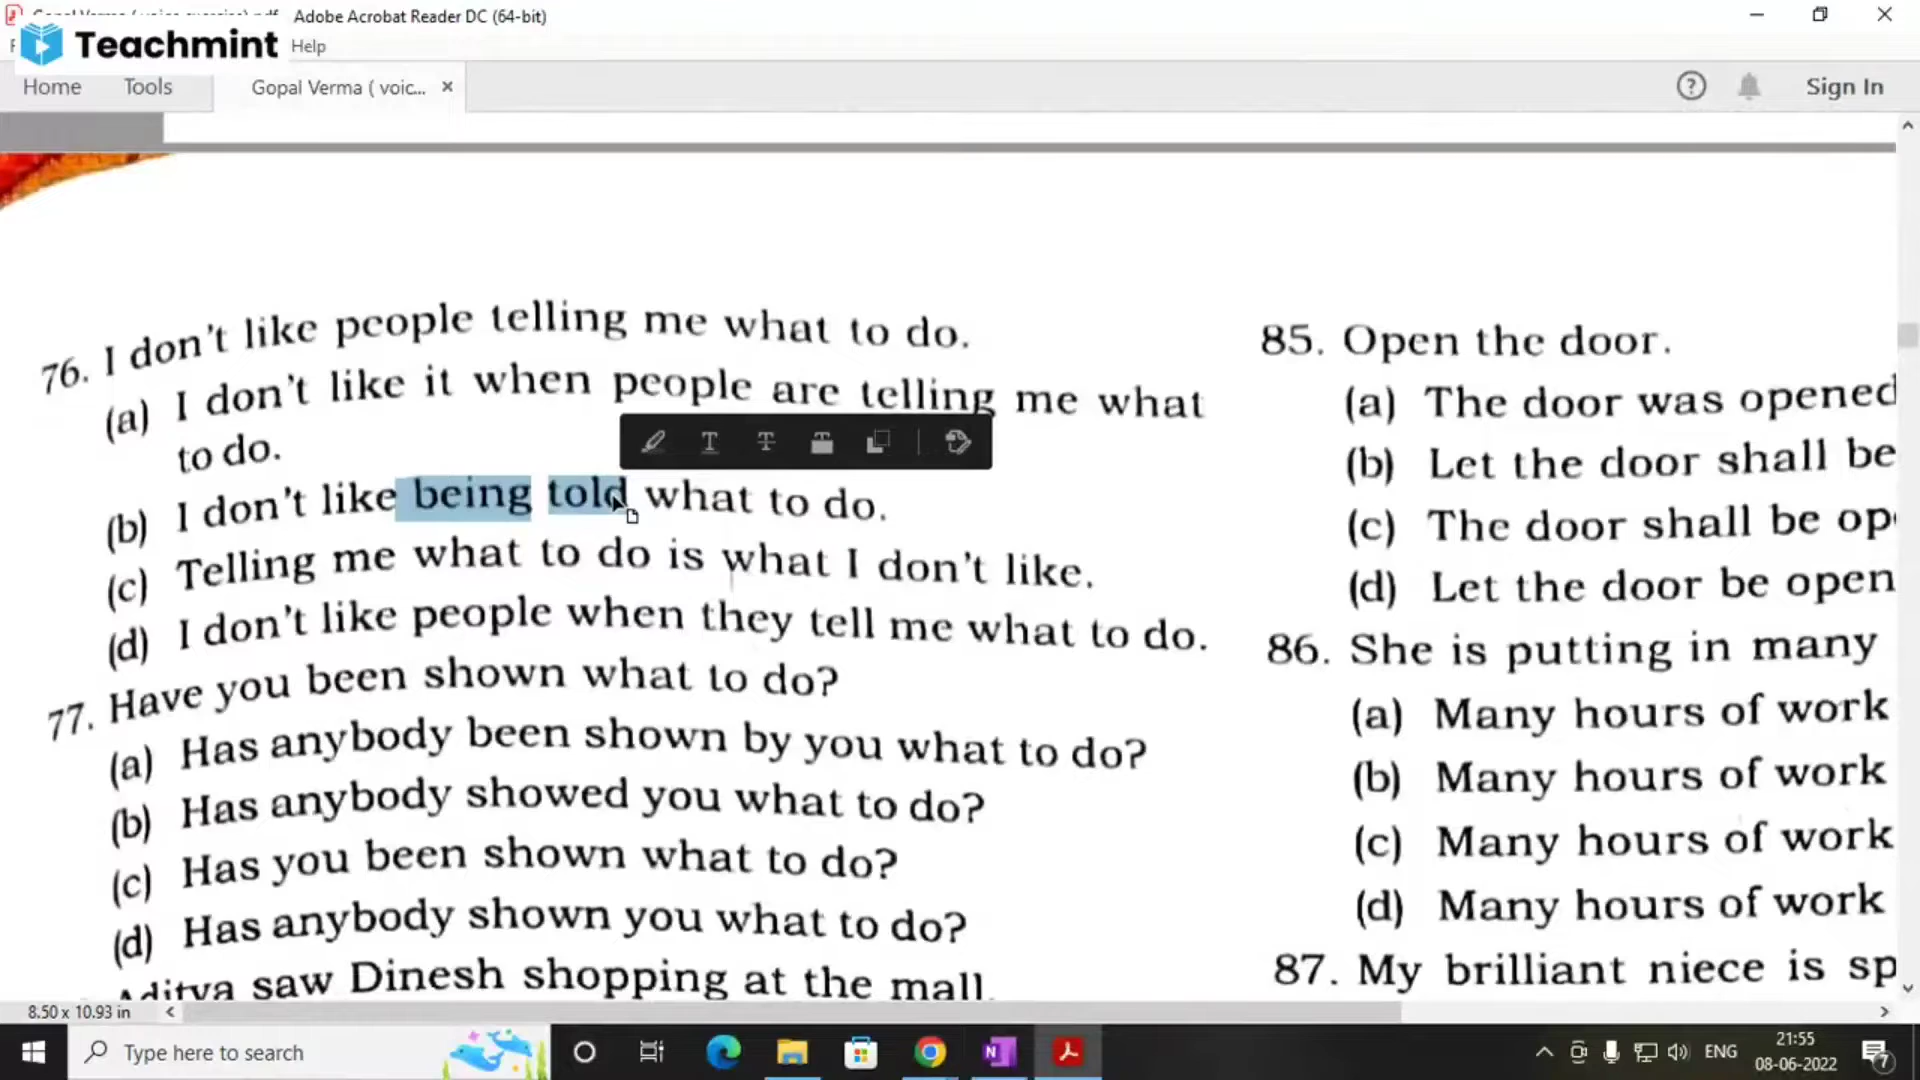 Adobe Acrobat Reader DC (64-bit)
Teachmint
Help
Home Tools Gopal Verma ( voic... ×
Sign In
76. I don't like people telling me what to do.
(a) I don't like it when people are telling me what
to do.
(b) I don't like being told what to do.
(c) Telling me what to do is what I don't like.
(d) I don't like people when they tell me what to do.
77. Have you been shown what to do?
(a) Has anybody been shown by you what to do?
(b) Has anybody showed you what to do?
(c) Has you been shown what to do?
(d) Has anybody shown you what to do?
Aditya saw Dinesh shopping at the mall.
85. Open the door.
(a) The door was opened
(b) Let the door shall be
(c) The door shall be op
(d) Let the door be open
86. She is putting in many
(a) Many hours of work
(b) Many hours of work
(c) Many hours of work
(d) Many hours of work
87. My brilliant niece is sp
8.50 x 10.93 in
Type here to search
ENG
21:55
08-06-2022
7